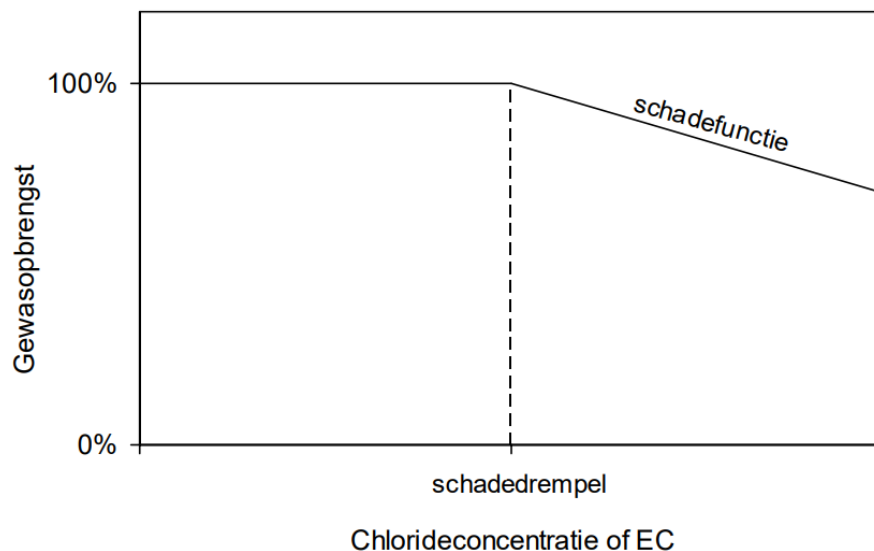 100%
schadefunctie
Gewasopbrengst
0%
schadedrempel
Chlorideconcentratie of EC